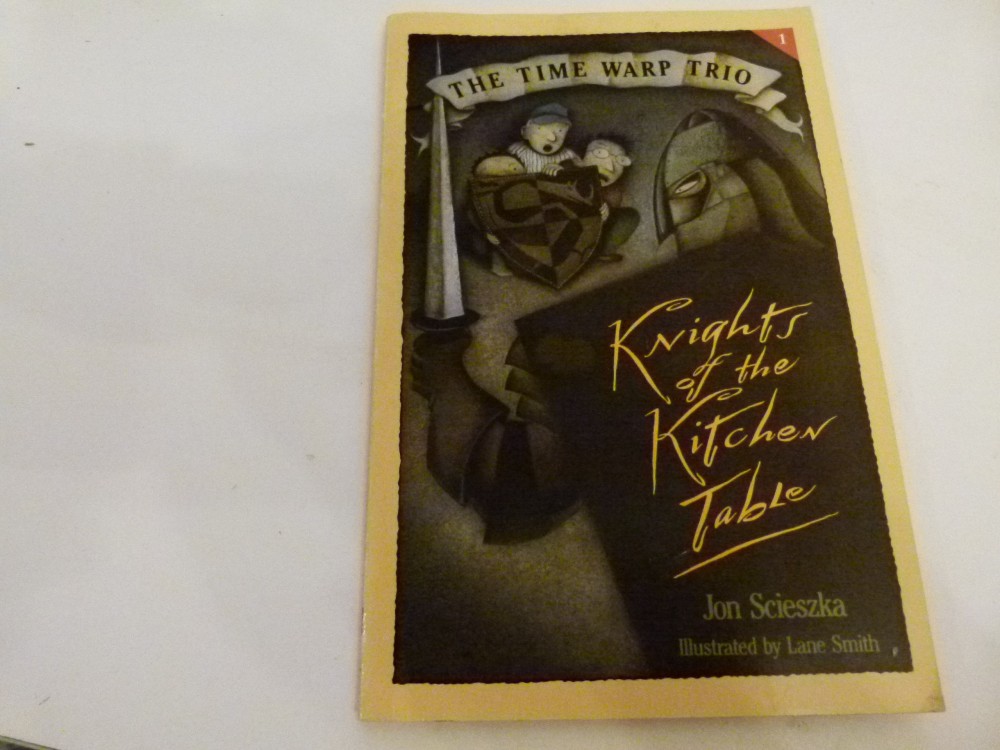 1
THE TIME WARP TRIO
Knights
of the
Kitchen
Table
Jon Scieszka
Illustrated by Lane Smith